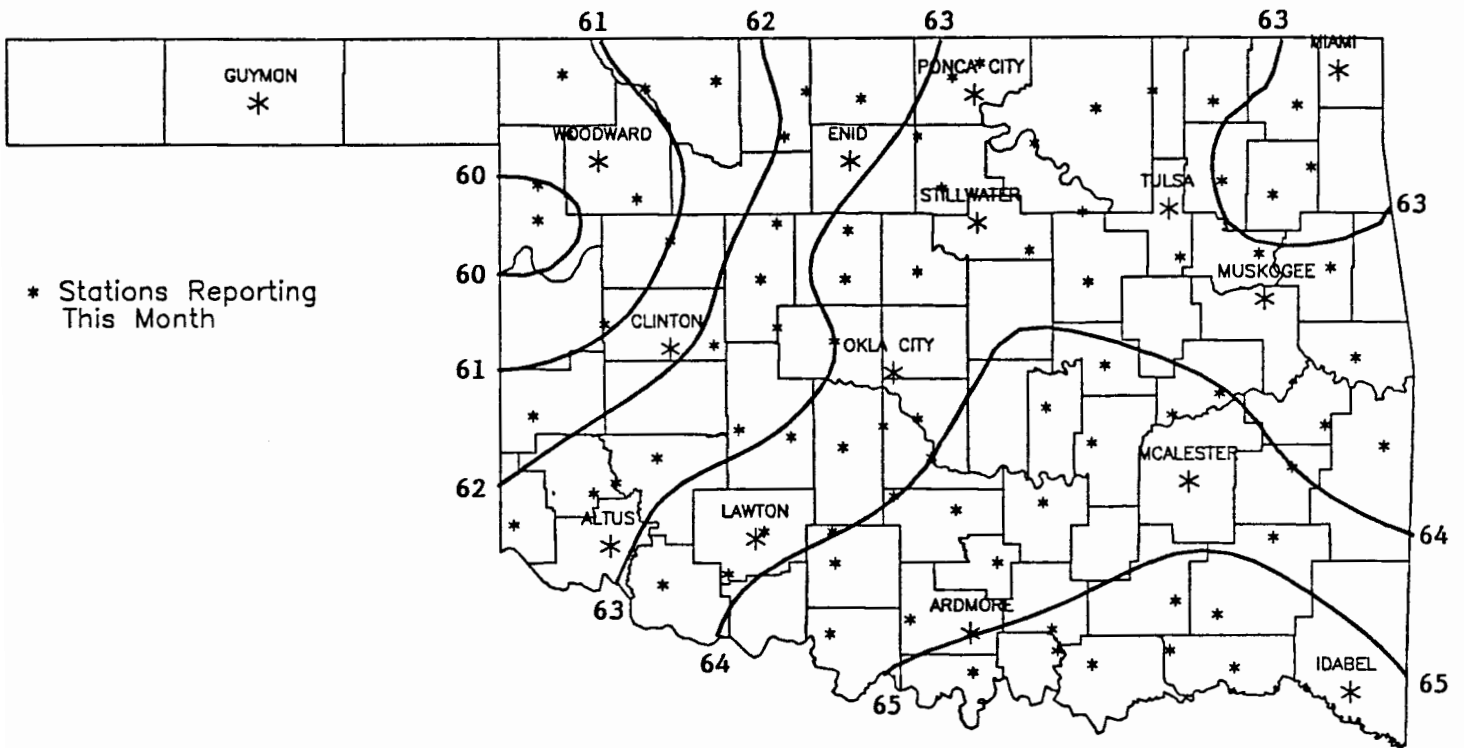 61 62 63 63
MIAMI
GUYMON
PONCA CITY
WOODWARD
ENID
60
TULSA
STILLWATER
63
60
MUSKOGEE
* Stations Reporting
This Month
CLINTON
OKLA CITY
61
MCALESTER
62
LAWTON
ALTUS
64
63
ARDMORE
64
IDABEL
65
65